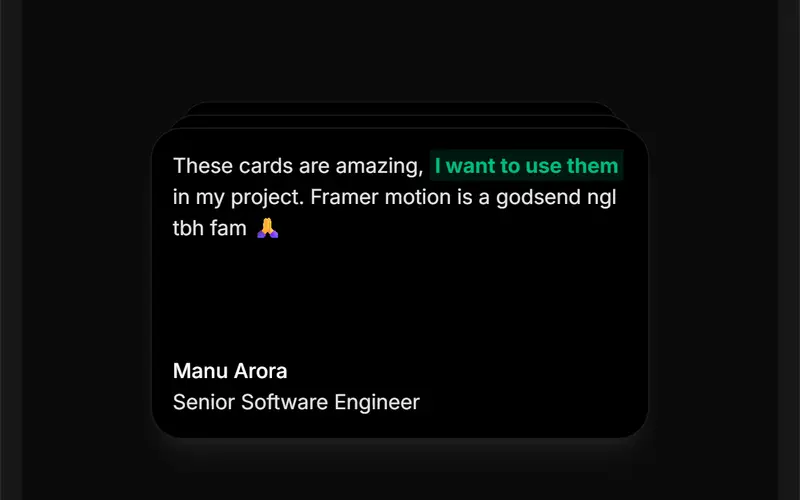 These cards are amazing, I want to use them
in my project. Framer motion is a godsend ngl
tbh fam 🙏
Manu Arora
Senior Software Engineer